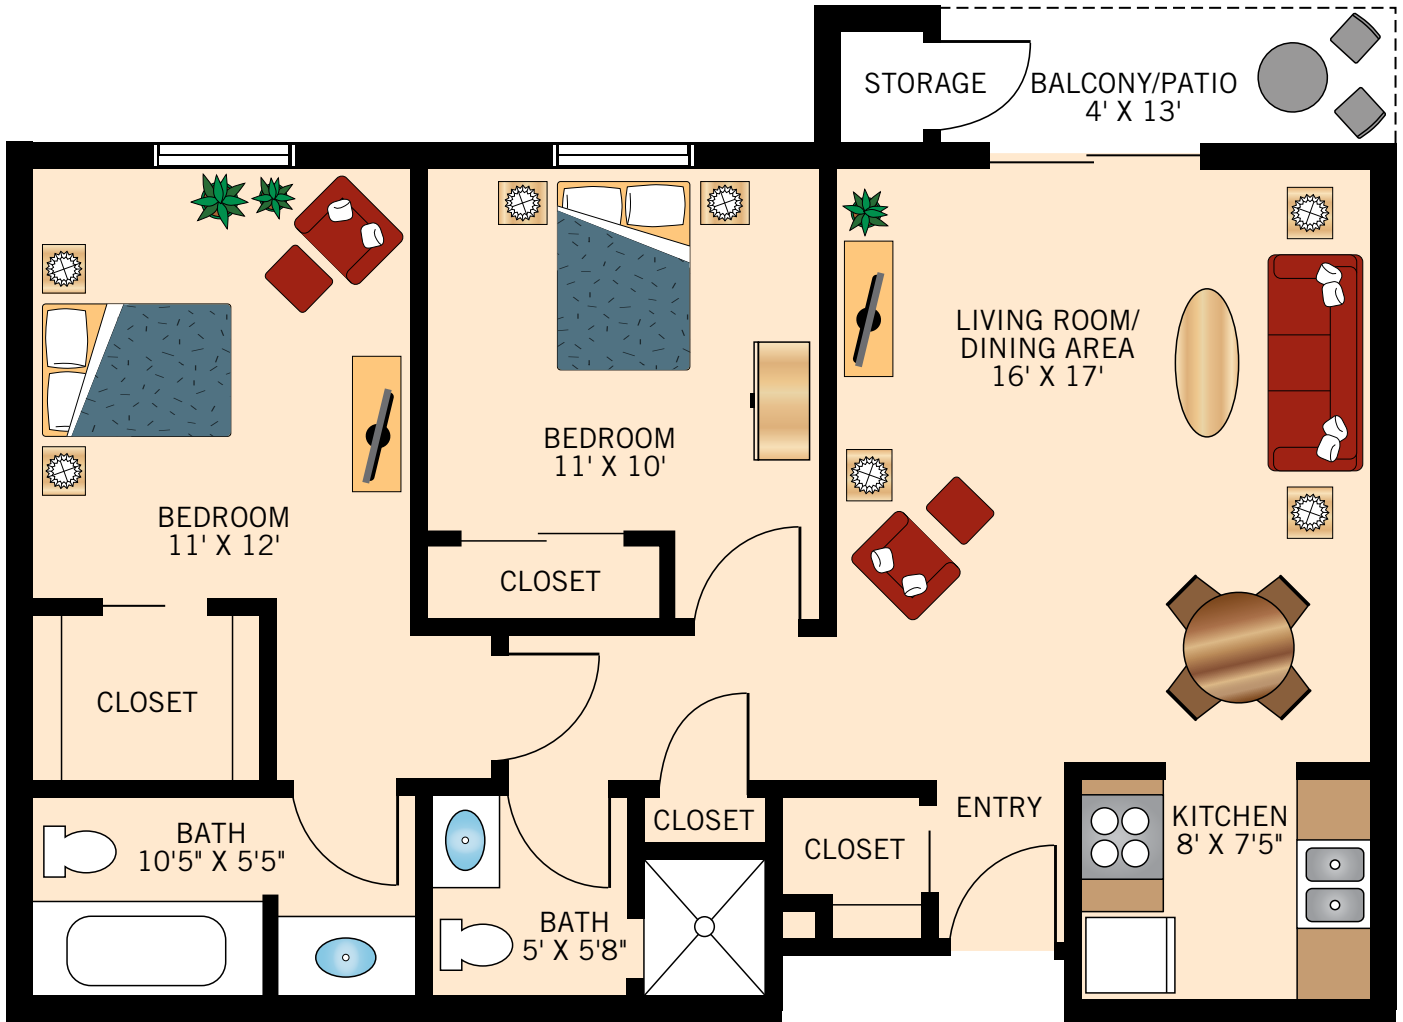 STORAGE
BALCONY/PATIO
4' X 13'
LIVING ROOM/
DINING AREA
16' X 17'
BEDROOM
11' X 10'
BEDROOM
11' X 12'
CLOSET
CLOSET
CLOSET
CLOSET
ENTRY
KITCHEN
8' X 7'5"
BATH
10'5" X 5'5"
BATH
5' X 5'8"